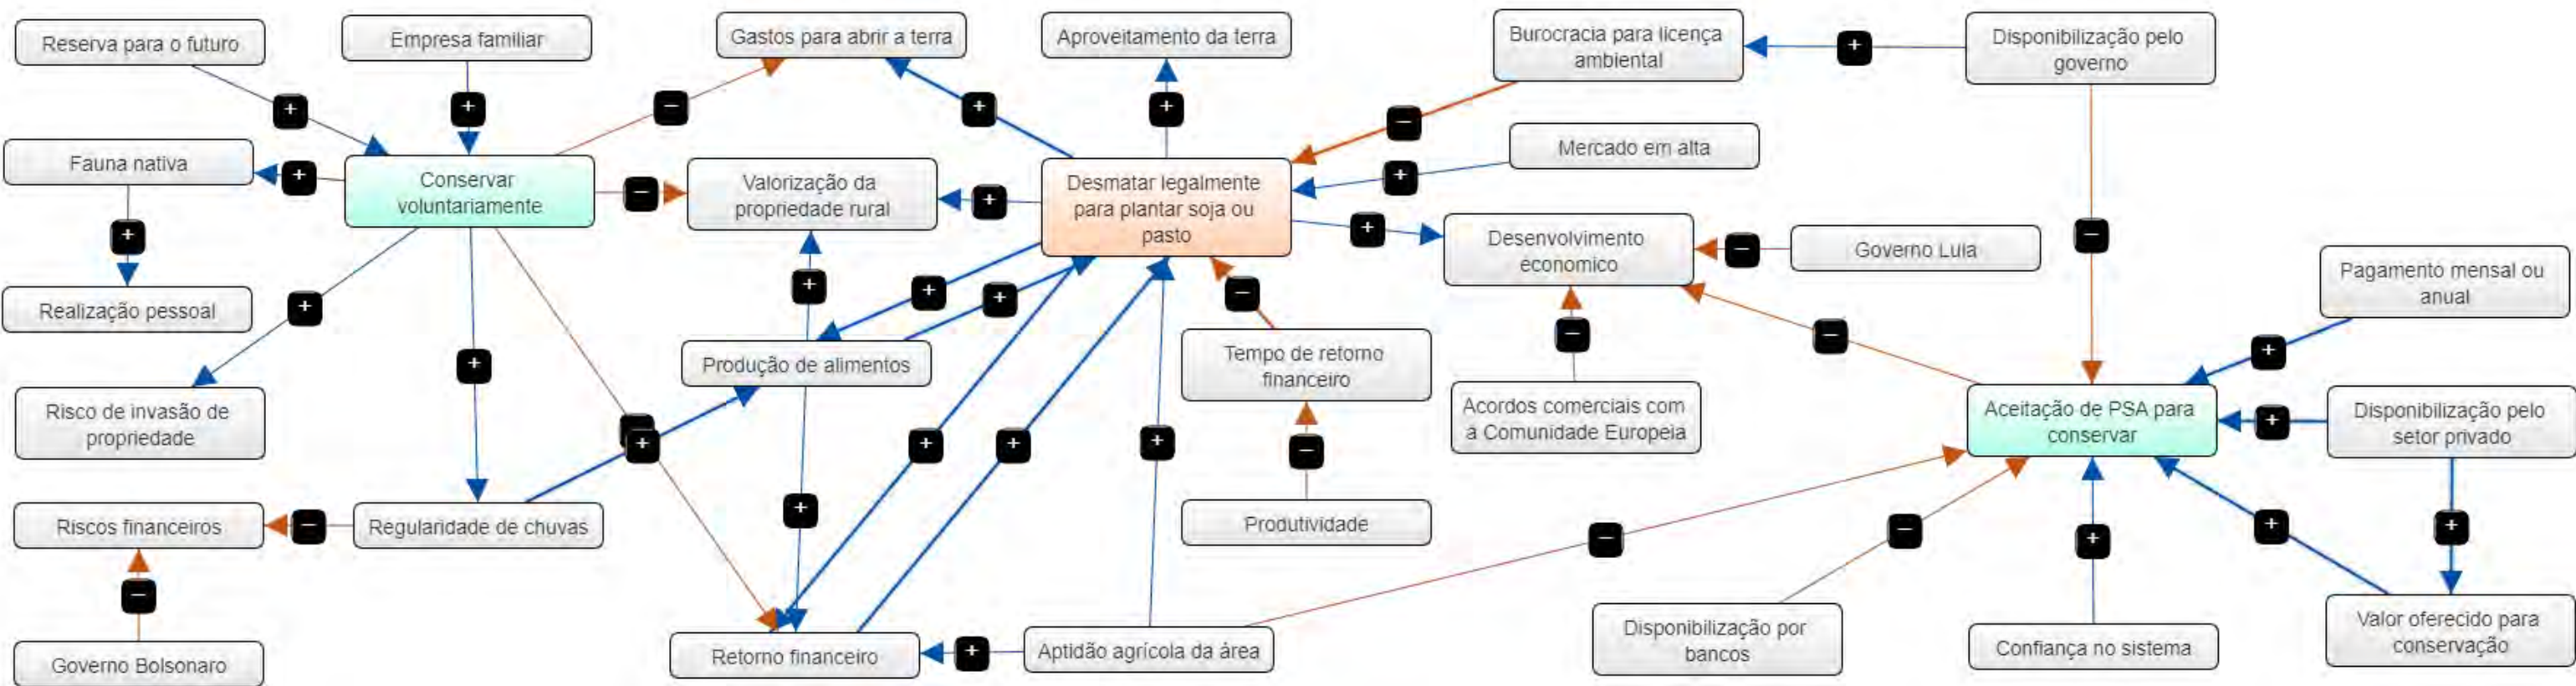 Reserva para o futuro
Empresa familiar
Gastos para abrir a terra
Aproveitamento da terra
Burocracia para licença
ambiental
Disponibilização pelo
governo
Fauna nativa
Conservar
voluntariamente
Valorização da
propriedade rural
Desmatar legalmente
para plantar soja ou
pasto
Mercado em alta
Desenvolvimento
economico
Governo Lula
Pagamento mensal ou
anual
Realização pessoal
Produção de alimentos
Tempo de retorno
financeiro
Risco de invasão de
propriedade
Acordos comerciais com
a Comunidade Europeia
Aceitação de PSA para
conservar
Disponibilização pelo
setor privado
Riscos financeiros
Regularidade de chuvas
Produtividade
Governo Bolsonaro
Retorno financeiro
Aptidão agrícola da área
Disponibilização por
bancos
Confiança no sistema
Valor oferecido para
conservação